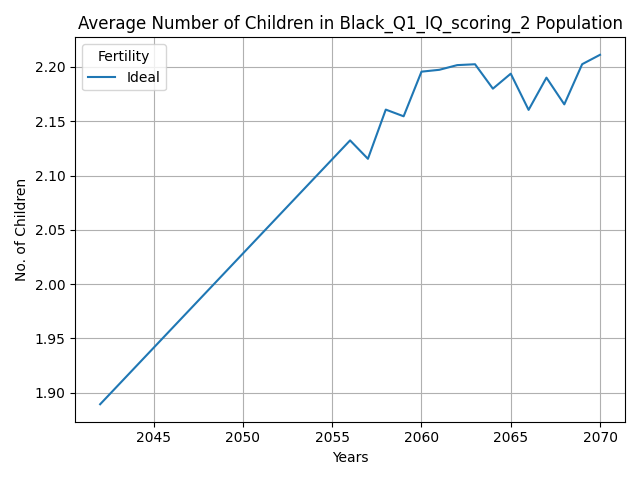 Average Number of Children in Black_Q1_IQ_scoring_2 Population
Fertility
Ideal
No. of Children
2.20
2.15
2.10
2.05
2.00
1.95
1.90
2045 2050 2055 2060 2065 2070
Years